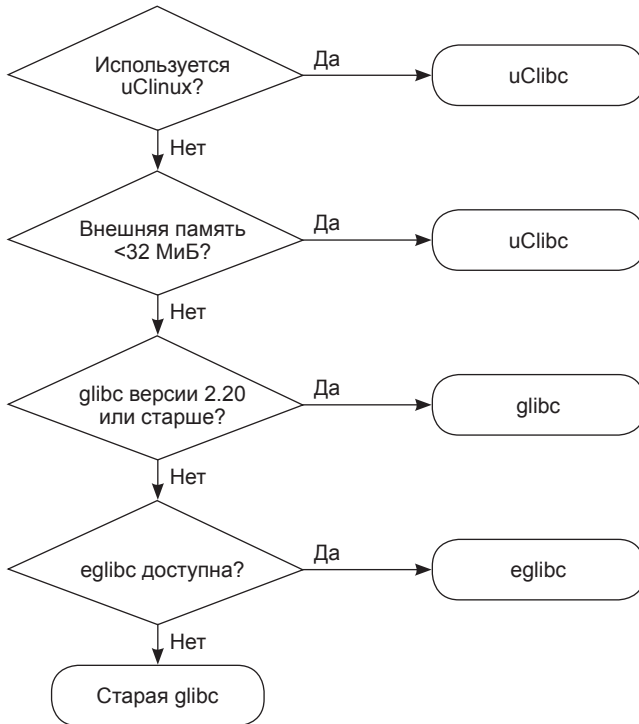 Используется
uClinux?
Да
uClibc
Нет
Внешняя память
<32 МиБ?
Да
uClibc
Нет
glibc версии 2.20
или старше?
Да
glibc
Нет
eglibc доступна?
Да
eglibc
Нет
Старая glibc